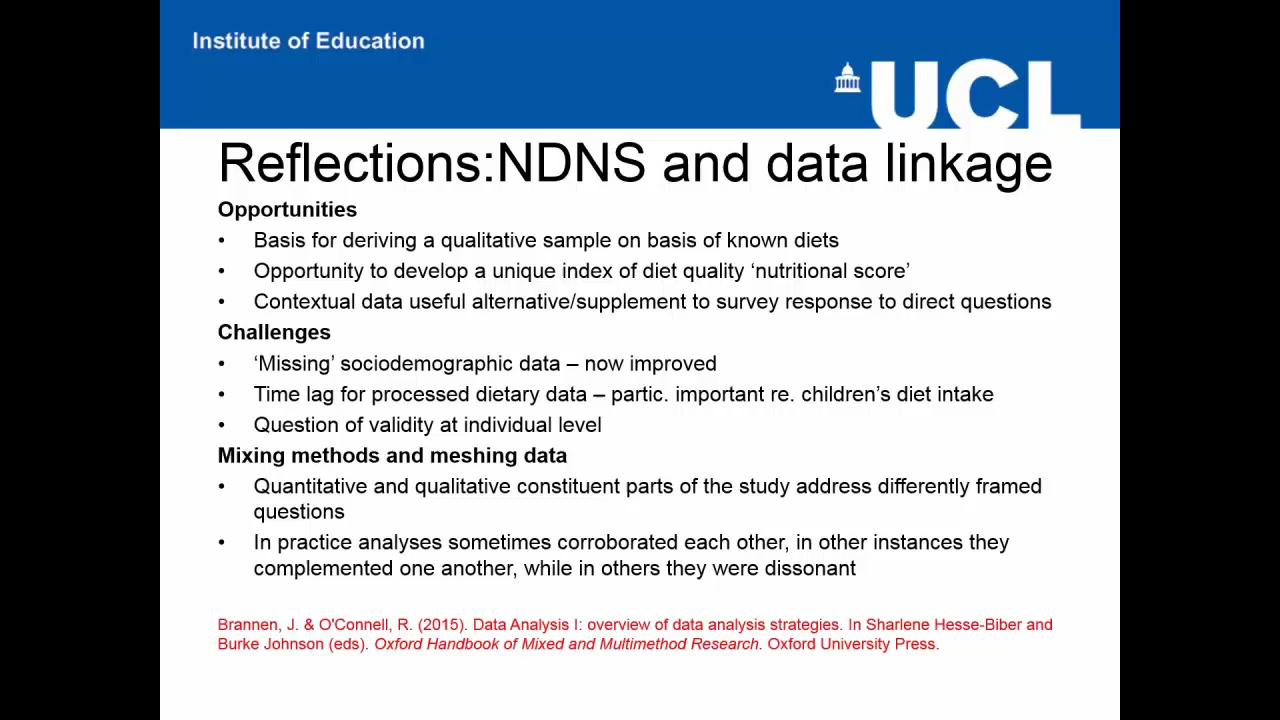 Institute of Education
UCL
Reflections:NDNS and data linkage
Opportunities
• Basis for deriving a qualitative sample on basis of known diets
• Opportunity to develop a unique index of diet quality ‘nutritional score’
• Contextual data useful alternative/supplement to survey response to direct questions
Challenges
• ‘Missing’ sociodemographic data – now improved
• Time lag for processed dietary data – partic. important re. children’s diet intake
• Question of validity at individual level
Mixing methods and meshing data
• Quantitative and qualitative constituent parts of the study address differently framed
questions
• In practice analyses sometimes corroborated each other, in other instances they
complemented one another, while in others they were dissonant
Brannen, J. & O'Connell, R. (2015). Data Analysis I: overview of data analysis strategies. In Sharlene Hesse-Biber and
Burke Johnson (eds). Oxford Handbook of Mixed and Multimethod Research. Oxford University Press.